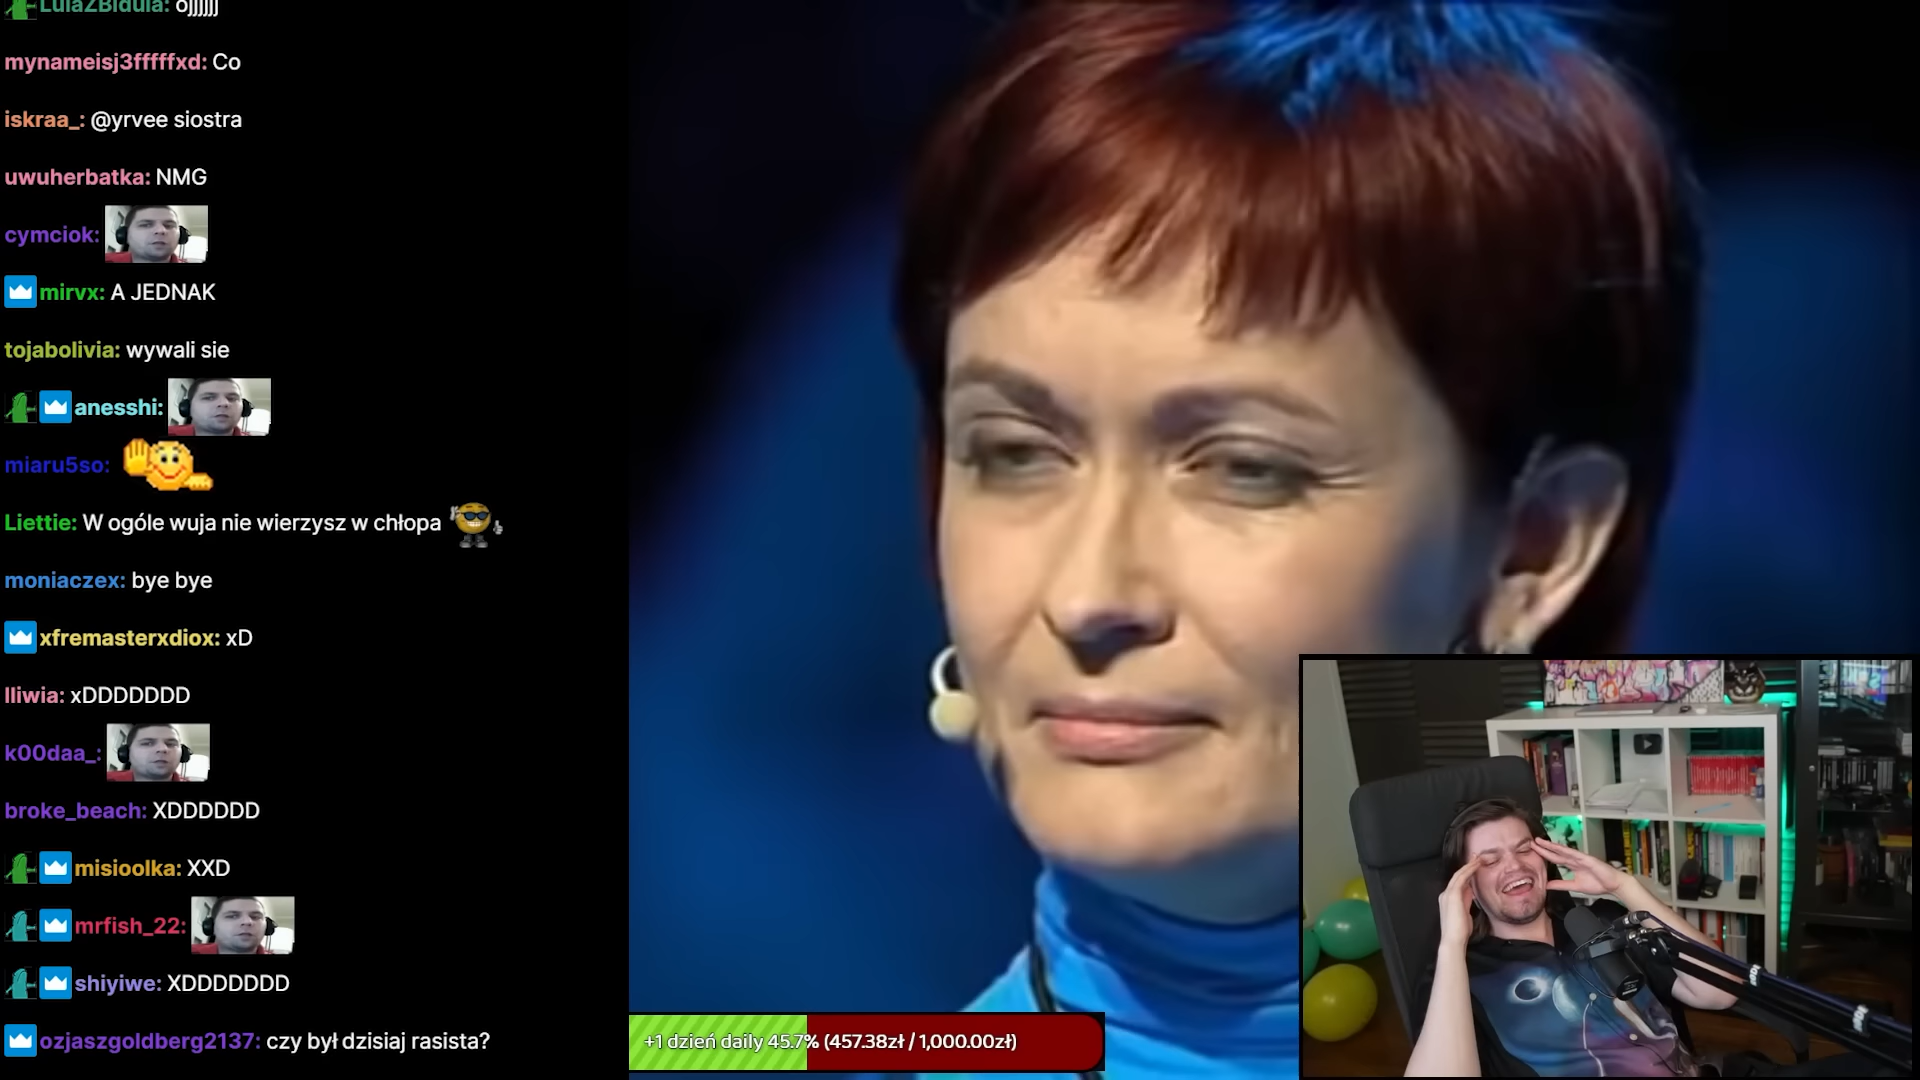 LulaZBidula: ojjjjjj
mynameisj3fffffxd: Co
iskraa_: @yrvee siostra
uwuherbatka: NMG
cymciok:
mirvx: A JEDNAK
tojabolivia: wywali sie
anesshi:
miaru5so:
Liettie: W ogóle wuja nie wierzysz w chłopa
moniaczex: bye bye
xfremasterxdiox: xD
lliwia: xDDDDDDD
k00daa_:
broke_beach: XDDDDDD
misioolka: XXD
mrfish_22:
shiyiwe: XDDDDDDD
ozjaszgoldberg2137: czy był dzisiaj rasista?
+1 dzień daily 45.7% (457.38zł / 1,000.00zł)